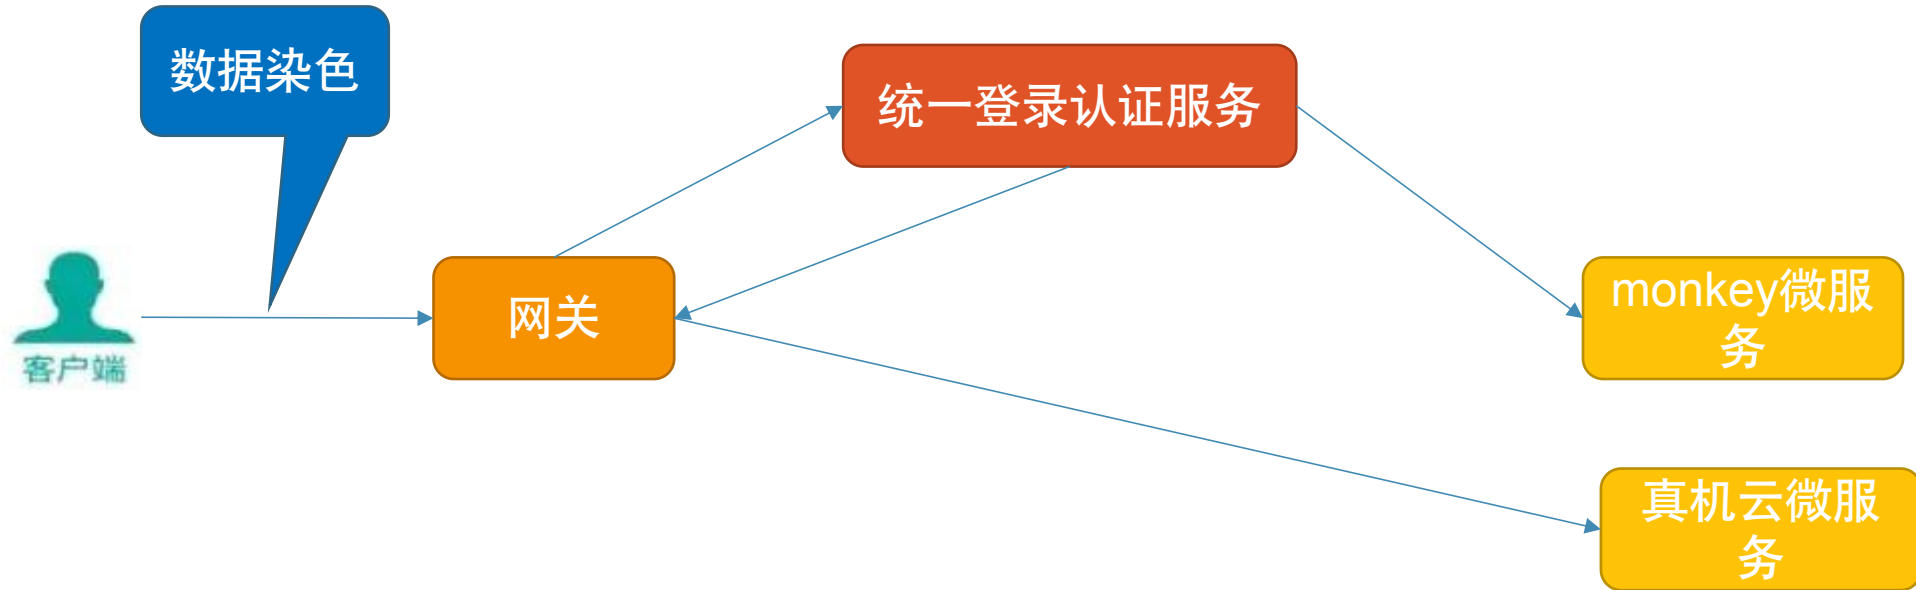 数据染色
统一登录认证服务
网关
客户端
monkey微服
务
真机云微服
务